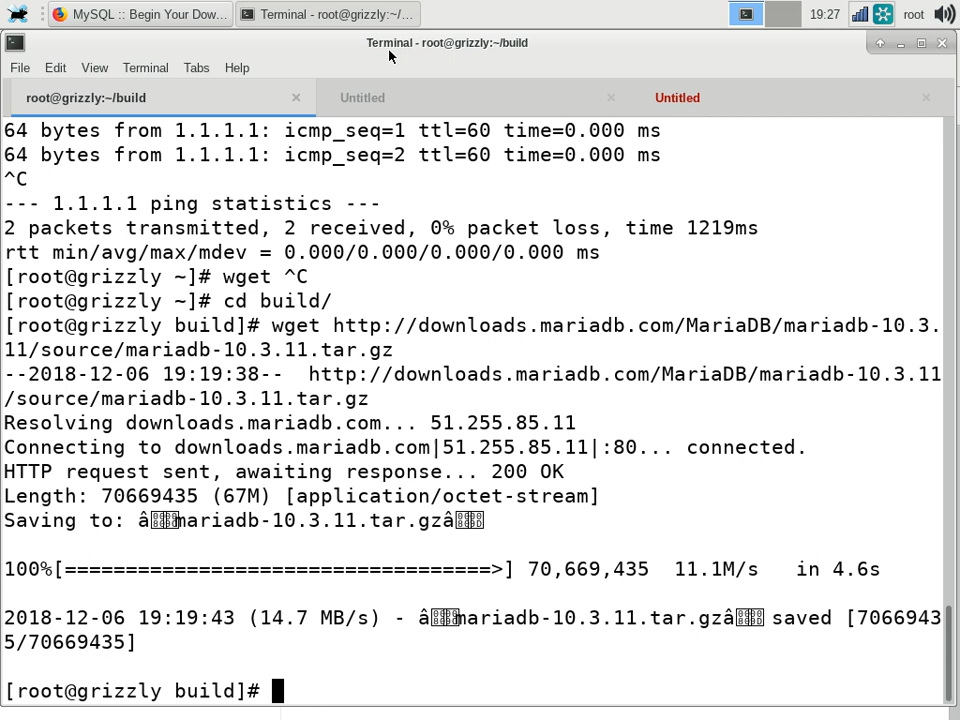 MySQL :: Begin Your Dow...
Terminal - root@grizzly:~/...
19:27
root
Terminal - root@grizzly:~/build
File Edit View Terminal Tabs Help
root@grizzly:~/build
Untitled
Untitled
64 bytes from 1.1.1.1: icmp_seq=1 ttl=60 time=0.000 ms
64 bytes from 1.1.1.1: icmp_seq=2 ttl=60 time=0.000 ms
^C
--- 1.1.1.1 ping statistics ---
2 packets transmitted, 2 received, 0% packet loss, time 1219ms
rtt min/avg/max/mdev = 0.000/0.000/0.000/0.000 ms
[root@grizzly ~]# wget ^C
[root@grizzly ~]# cd build/
[root@grizzly build]# wget http://downloads.mariadb.com/MariaDB/mariadb-10.3.
11/source/mariadb-10.3.11.tar.gz
--2018-12-06 19:19:38--  http://downloads.mariadb.com/MariaDB/mariadb-10.3.11
/source/mariadb-10.3.11.tar.gz
Resolving downloads.mariadb.com... 51.255.85.11
Connecting to downloads.mariadb.com|51.255.85.11|:80... connected.
HTTP request sent, awaiting response... 200 OK
Length: 70669435 (67M) [application/octet-stream]
Saving to: âmariadb-10.3.11.tar.gzâ
100%[===================================>] 70,669,435  11.1M/s   in 4.6s
2018-12-06 19:19:43 (14.7 MB/s) - âmariadb-10.3.11.tar.gzâ saved [7066943
5/70669435]
[root@grizzly build]#